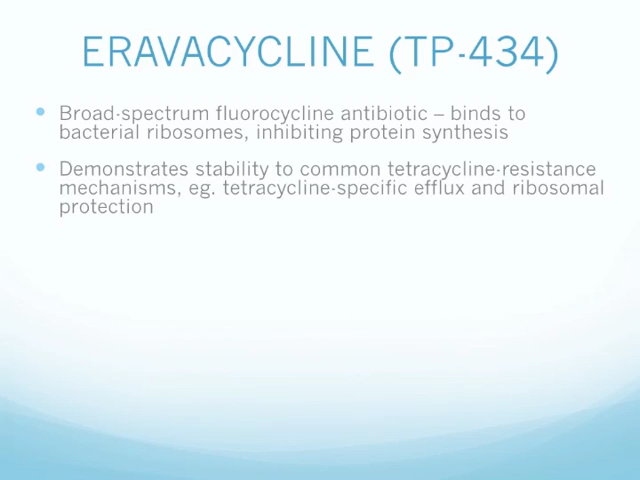 ERAVACYCLINE (TP-434)
Broad-spectrum fluorocycline antibiotic – binds to
bacterial ribosomes, inhibiting protein synthesis
Demonstrates stability to common tetracycline-resistance
mechanisms, eg. tetracycline-specific efflux and ribosomal
protection